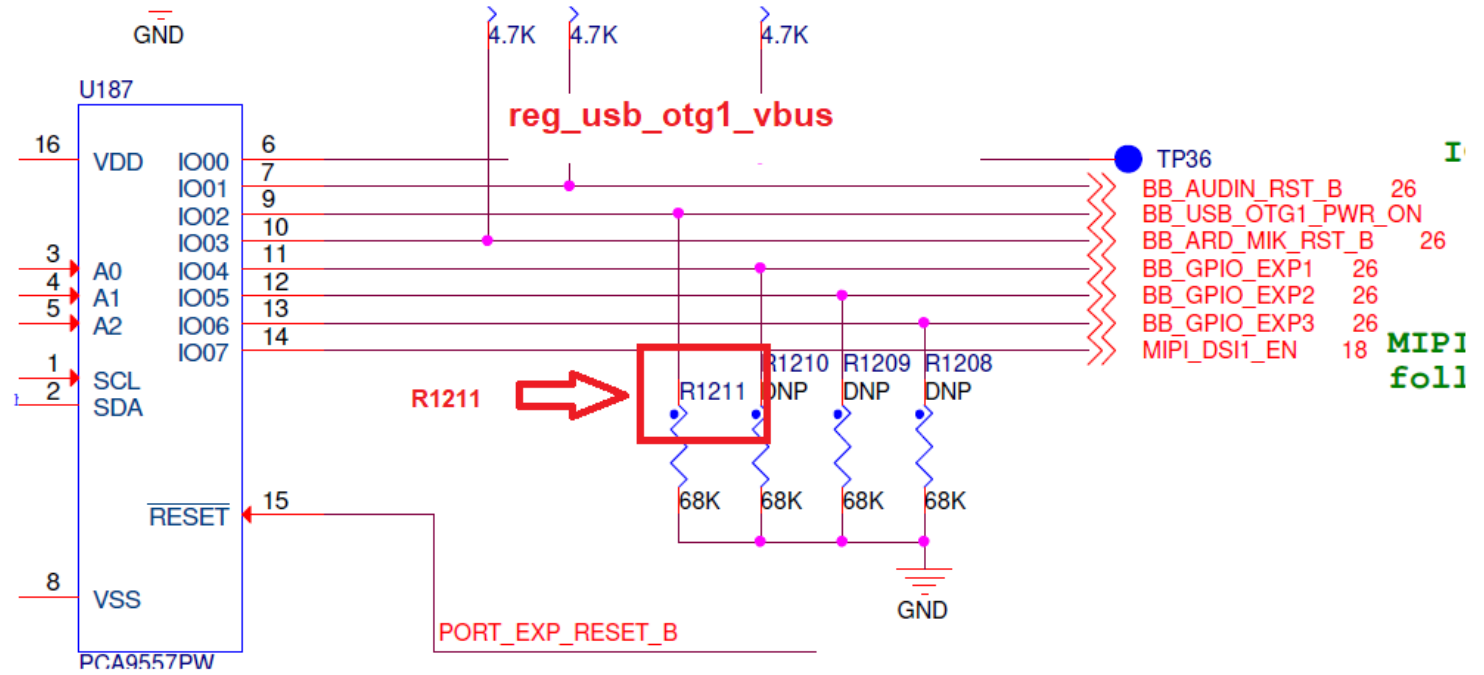 GND
4.7K 4.7K 4.7K
U187
reg_usb_otg1_vbus
16 VDD IO00 6 TP36
IO01 7 BB_AUDIN_RST_B 26
IO02 9 BB_USB_OTG1_PWR_ON
IO03 10 BB_ARD_MIK_RST_B 26
3 A0 IO04 11 BB_GPIO_EXP1 26
4 A1 IO05 12 BB_GPIO_EXP2 26
5 A2 IO06 13 BB_GPIO_EXP3 26
IO07 14 MIPI_DSI1_EN 18 MIPI
foll
1 SCL
2 SDA
R1211
R1211 R1210 R1209 R1208
DNP DNP DNP
68K 68K 68K 68K
RESET 15
GND
8 VSS
PORT_EXP_RESET_B
PCA9557PW